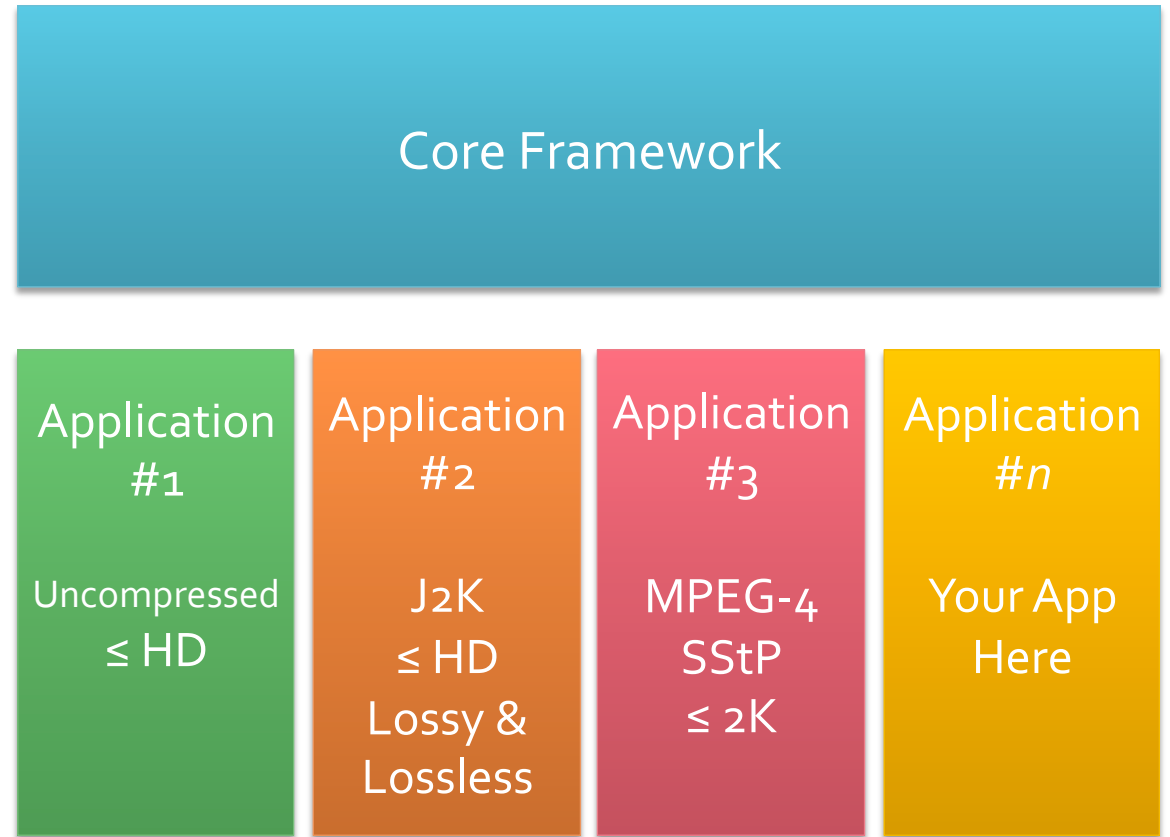 Core Framework
Application
#1
Uncompressed
≤ HD
Application
#2
J2K
≤ HD
Lossy &
Lossless
Application
#3
MPEG-4
SStP
≤ 2K
Application
#n
Your App
Here